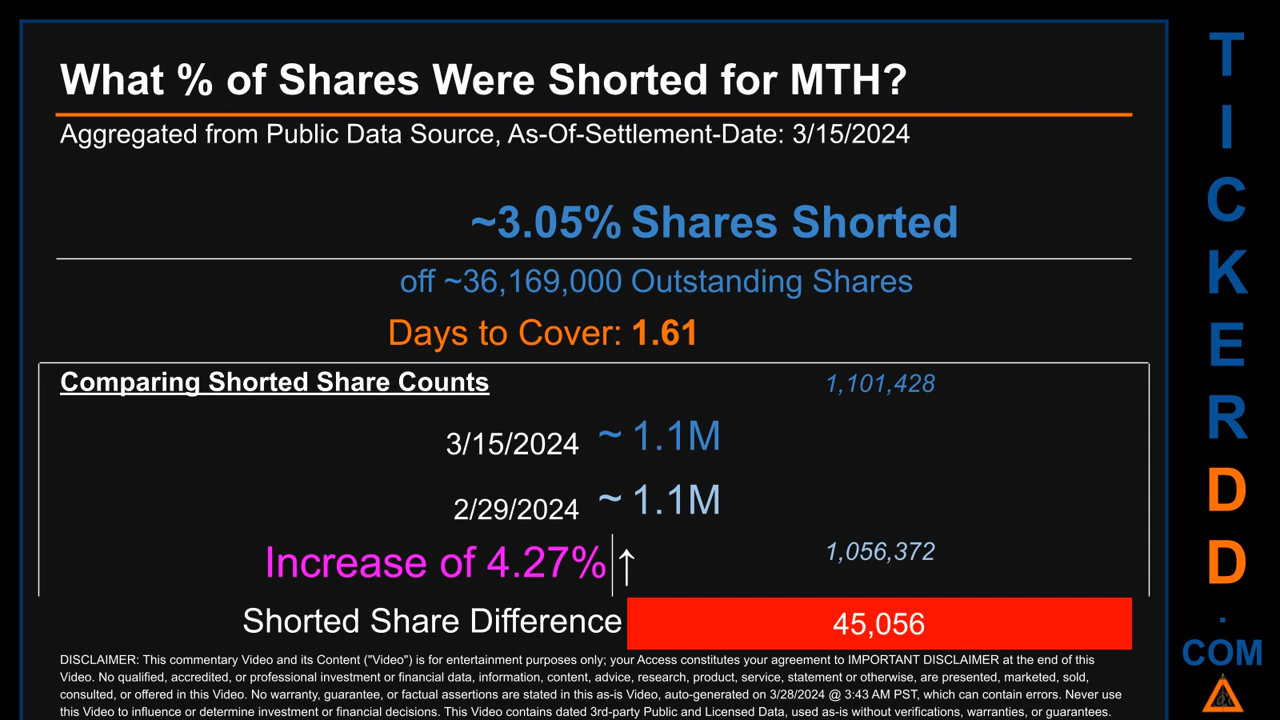 What % of Shares Were Shorted for MTH?
Aggregated from Public Data Source, As-Of-Settlement-Date: 3/15/2024
~3.05% Shares Shorted
off ~36,169,000 Outstanding Shares
Days to Cover: 1.61
Comparing Shorted Share Counts
1,101,428
3/15/2024 ~ 1.1M
2/29/2024 ~ 1.1M
Increase of 4.27% ↑
1,056,372
Shorted Share Difference 45,056
DISCLAIMER: This commentary Video and its Content ("Video") is for entertainment purposes only; your Access constitutes your agreement to IMPORTANT DISCLAIMER at the end of this
Video. No qualified, accredited, or professional investment or financial data, information, content, advice, research, product, service, statement or otherwise, are presented, marketed, sold,
consulted, or offered in this Video. No warranty, guarantee, or factual assertions are stated in this as-is Video, auto-generated on 3/28/2024 @ 3:43 AM PST, which can contain errors. Never use
this Video to influence or determine investment or financial decisions. This Video contains dated 3rd-party Public and Licensed Data, used as-is without verifications, warranties, or guarantees.
T
I
C
K
E
R
D
D
.
COM